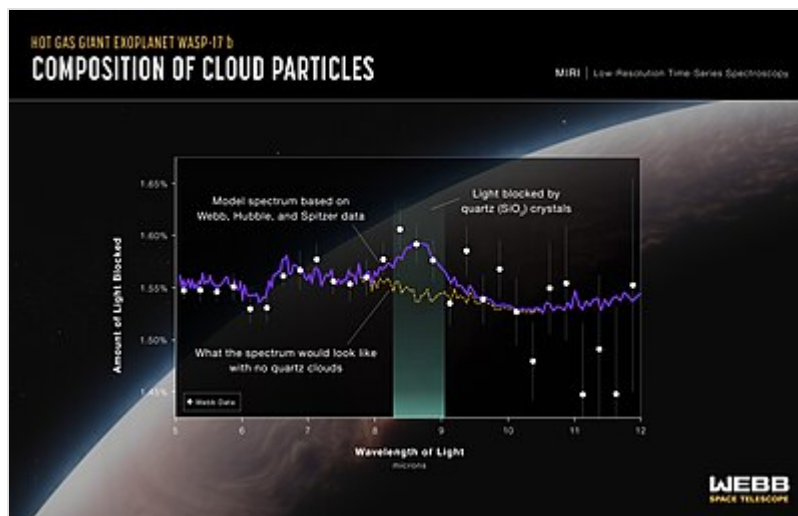 HOT GAS GIANT EXOPLANET WASP-17 b
COMPOSITION OF CLOUD PARTICLES
MIRI | Low-Resolution Time-Series Spectroscopy
1.65%
1.60%
1.55%
1.50%
1.45%
Amount of Light Blocked
Model spectrum based on
Webb, Hubble, and Spitzer data
Light blocked by
quartz (SiO2) crystals
What the spectrum would look like
with no quartz clouds
Webb Data
5 6 7 8 9 10 11 12
Wavelength of Light
microns
WEBB
SPACE TELESCOPE